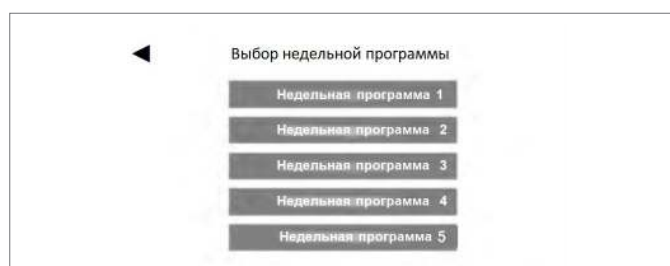 Выбор недельной программы
Недельная программа 1
Недельная программа 2
Недельная программа 3
Недельная программа 4
Недельная программа 5